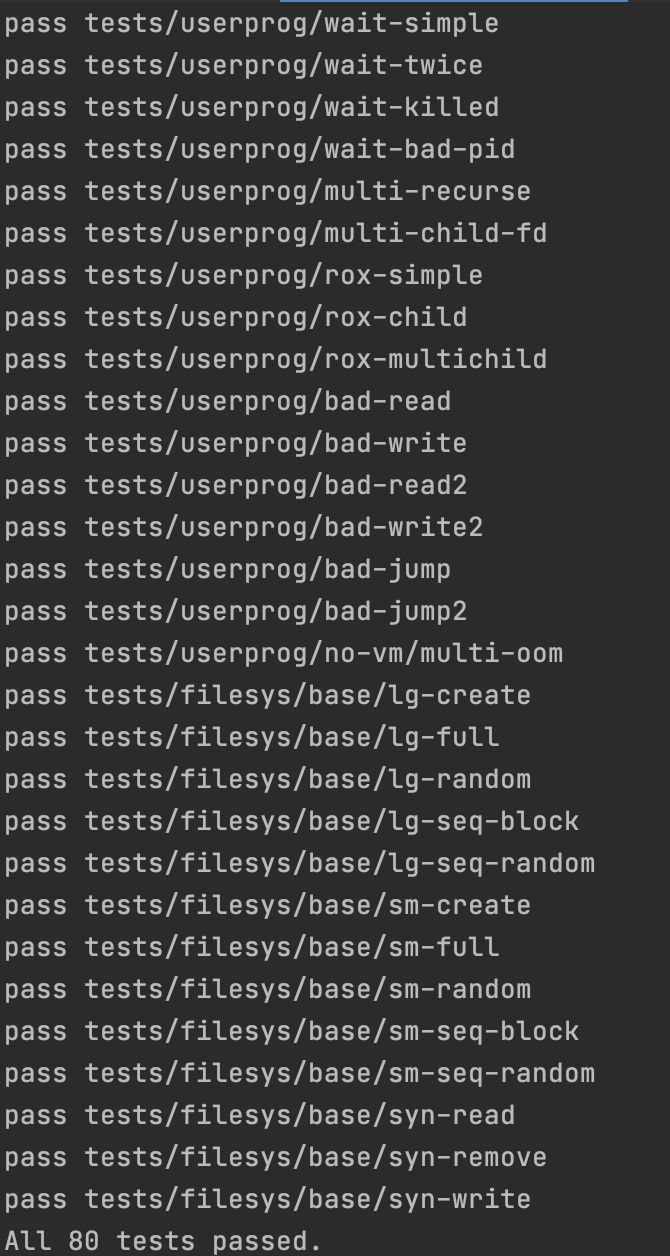 pass tests/userprog/wait-simple
pass tests/userprog/wait-twice
pass tests/userprog/wait-killed
pass tests/userprog/wait-bad-pid
pass tests/userprog/multi-recurse
pass tests/userprog/multi-child-fd
pass tests/userprog/rox-simple
pass tests/userprog/rox-child
pass tests/userprog/rox-multichild
pass tests/userprog/bad-read
pass tests/userprog/bad-write
pass tests/userprog/bad-read2
pass tests/userprog/bad-write2
pass tests/userprog/bad-jump
pass tests/userprog/bad-jump2
pass tests/userprog/no-vm/multi-oom
pass tests/filesys/base/lg-create
pass tests/filesys/base/lg-full
pass tests/filesys/base/lg-random
pass tests/filesys/base/lg-seq-block
pass tests/filesys/base/lg-seq-random
pass tests/filesys/base/sm-create
pass tests/filesys/base/sm-full
pass tests/filesys/base/sm-random
pass tests/filesys/base/sm-seq-block
pass tests/filesys/base/sm-seq-random
pass tests/filesys/base/syn-read
pass tests/filesys/base/syn-remove
pass tests/filesys/base/syn-write
All 80 tests passed.